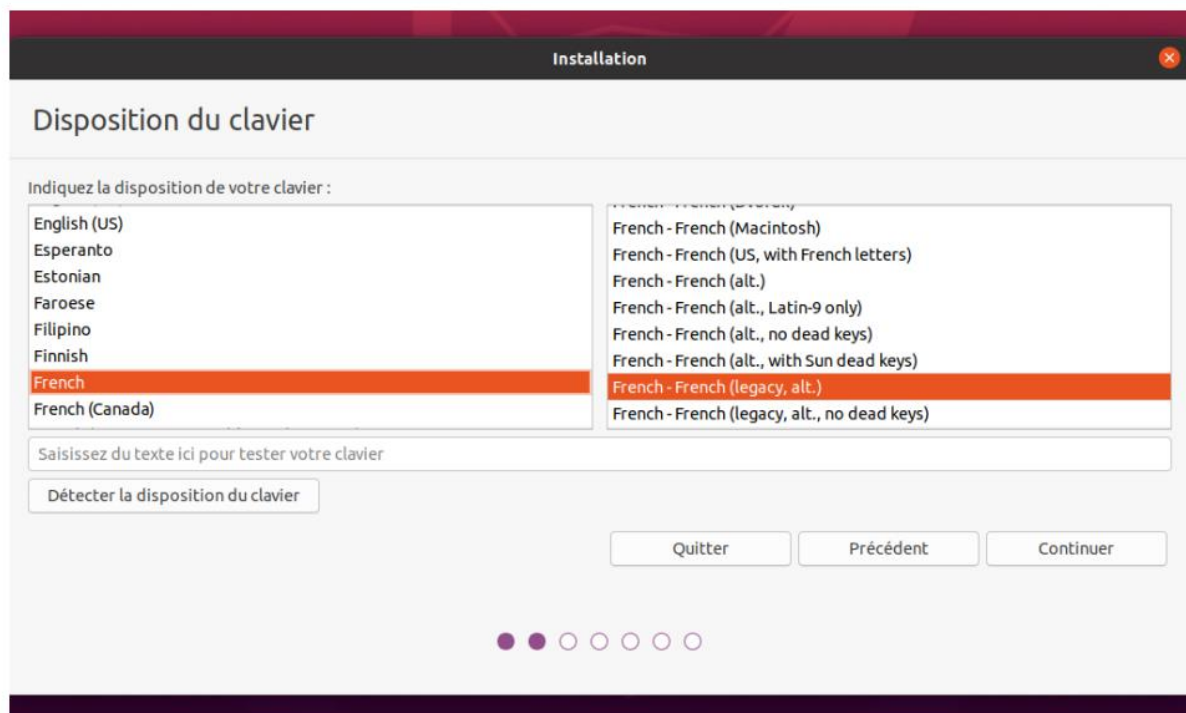 Installation
Disposition du clavier
Indiquez la disposition de votre clavier :
English (US)
Esperanto
Estonian
Faroese
Filipino
Finnish
French
French (Canada)
French - French (Macintosh)
French - French (US, with French letters)
French - French (alt.)
French - French (alt., Latin-9 only)
French - French (alt., no dead keys)
French - French (alt., with Sun dead keys)
French - French (legacy, alt.)
French - French (legacy, alt., no dead keys)
Saisissez du texte ici pour tester votre clavier
Détecter la disposition du clavier
Quitter
Précédent
Continuer